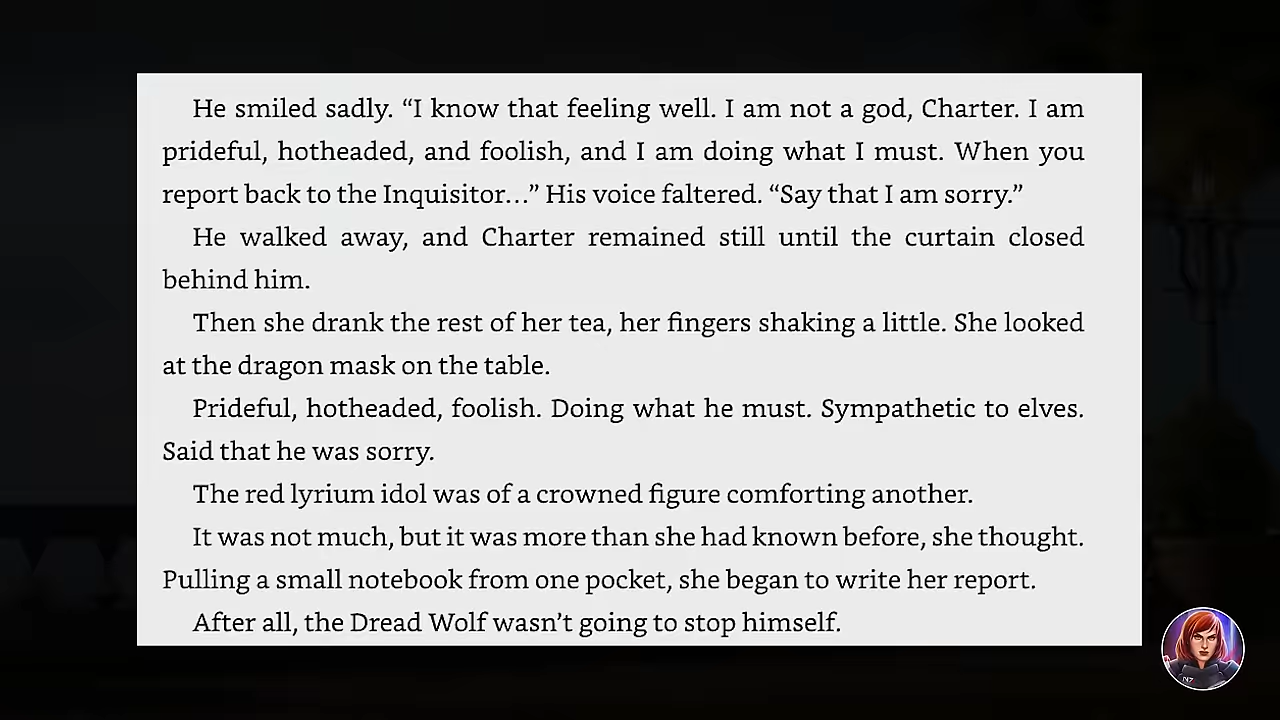 He smiled sadly. “I know that feeling well. I am not a god, Charter. I am
prideful, hotheaded, and foolish, and I am doing what I must. When you
report back to the Inquisitor…” His voice faltered. “Say that I am sorry.”
He walked away, and Charter remained still until the curtain closed
behind him.
Then she drank the rest of her tea, her fingers shaking a little. She looked
at the dragon mask on the table.
Prideful, hotheaded, foolish. Doing what he must. Sympathetic to elves.
Said that he was sorry.
The red lyrium idol was of a crowned figure comforting another.
It was not much, but it was more than she had known before, she thought.
Pulling a small notebook from one pocket, she began to write her report.
After all, the Dread Wolf wasn’t going to stop himself.
N7